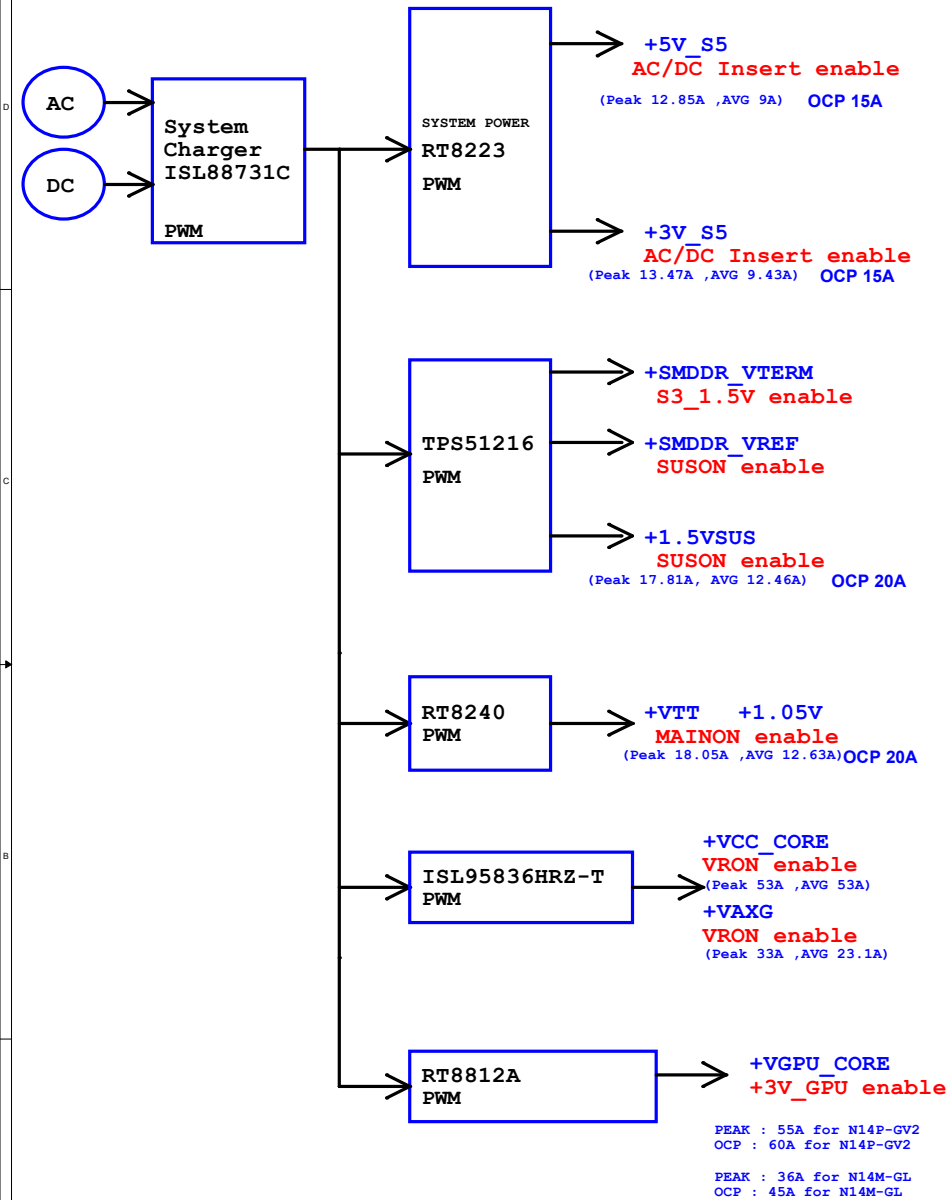 D
C
B
AC
DC
System
Charger
ISL88731C
PWM
SYSTEM POWER
RT8223
PWM
+5V_S5
AC/DC Insert enable
(Peak 12.85A ,AVG 9A) OCP 15A
+3V_S5
AC/DC Insert enable
(Peak 13.47A ,AVG 9.43A) OCP 15A
TPS51216
PWM
+SMDDR_VTERM
S3_1.5V enable
+SMDDR_VREF
SUSON enable
+1.5VSUS
SUSON enable
(Peak 17.81A, AVG 12.46A) OCP 20A
RT8240
PWM
+VTT +1.05V
MAINON enable
(Peak 18.05A ,AVG 12.63A) OCP 20A
ISL95836HRZ-T
PWM
+VCC_CORE
VRON enable
(Peak 53A ,AVG 53A)
+VAXG
VRON enable
(Peak 33A ,AVG 23.1A)
RT8812A
PWM
+VGPU_CORE
+3V_GPU enable
PEAK : 55A for N14P-GV2
OCP : 60A for N14P-GV2
PEAK : 36A for N14M-GL
OCP : 45A for N14M-GL